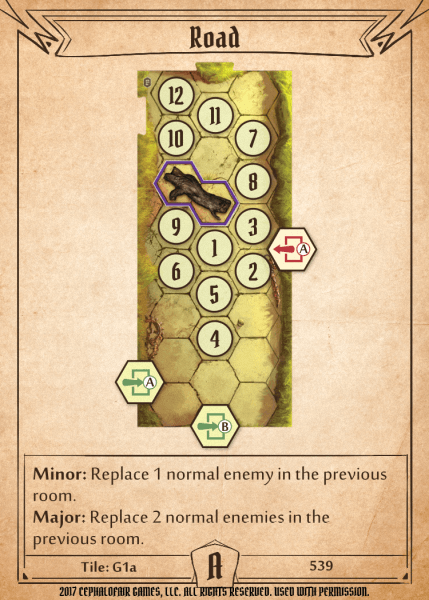 Road
12
11
10
7
8
9
3
1
A
6
2
5
4
A
B
Minor: Replace 1 normal enemy in the previous
room.
Major: Replace 2 normal enemies in the
previous room.
Tile: G1a
A
539
2017 CEPHALOFAIR GAMES, LLC. ALL RIGHTS RESERVED. USED WITH PERMISSION.